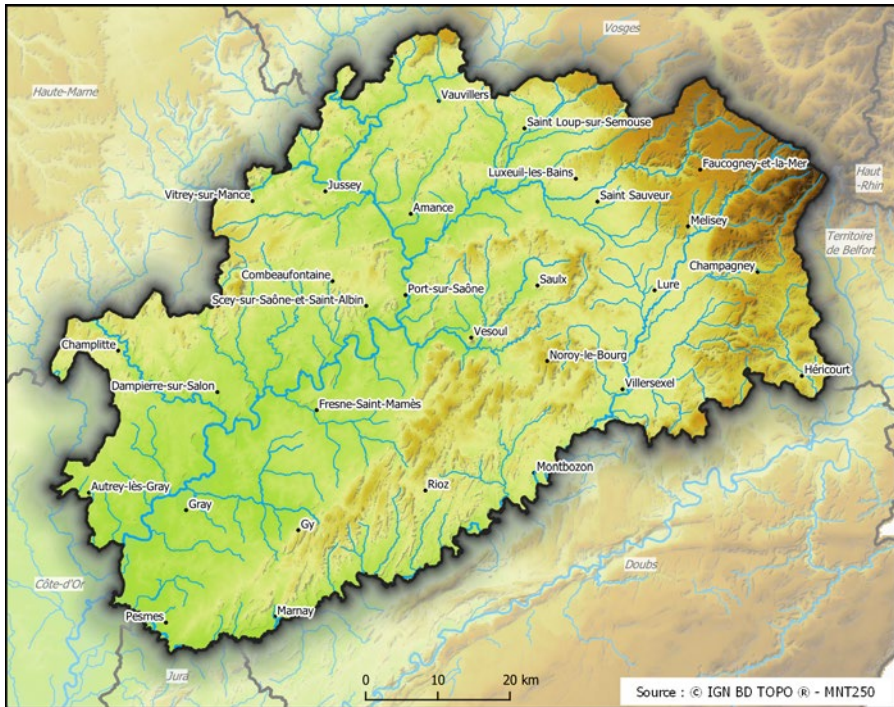 Vosges
Haute-Marne
Vauvillers
Saint Loup-sur-Semouse
Faucogney-et-la-Mer
Haut
-Rhin
Luxeuil-les-Bains
Jussey
Vitrey-sur-Mance
Saint Sauveur
Amance
Melisey
Territoire
de Belfort
Champagney
Combeaufontaine
Port-sur-Saône
Saulx
Lure
Scey-sur-Saône-et-Saint-Albin
Vesoul
Champlitte
Noroy-le-Bourg
Héricourt
Dampierre-sur-Salon
Villersexel
Fresne-Saint-Mamès
Montbozon
Autrey-lès-Gray
Rioz
Gray
Gy
Doubs
Côte-d'Or
Marnay
Pesmes
Jura
0 10 20 km
Source : © IGN BD TOPO ® - MNT250